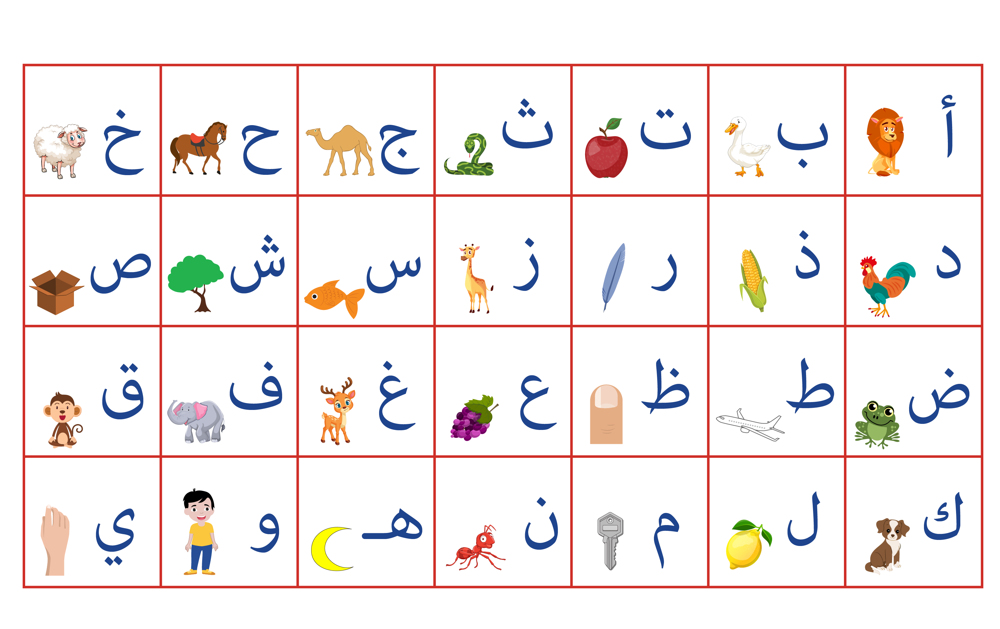 أ ب ت ث ج ح خ
د ذ ر ز س ش ص
ض ط ظ ع غ ف ق
ك ل م ن هـ و ي